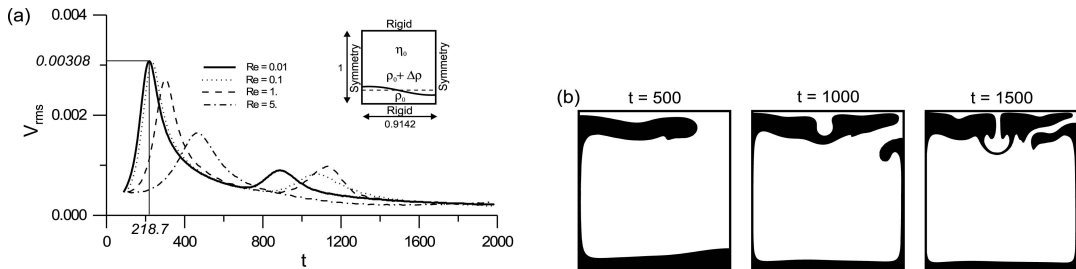 (a)
0.004
0.00308
0.002
0.000
V_rms
0
218.7
400
800
1200
1600
2000
t
Re = 0.01
Re = 0.1
Re = 1.
Re = 5.
Rigid
Symmetry
1
η₀
ρ₀ + Δρ
ρ₀
Symmetry
Rigid
0.9142
(b)
t = 500
t = 1000
t = 1500